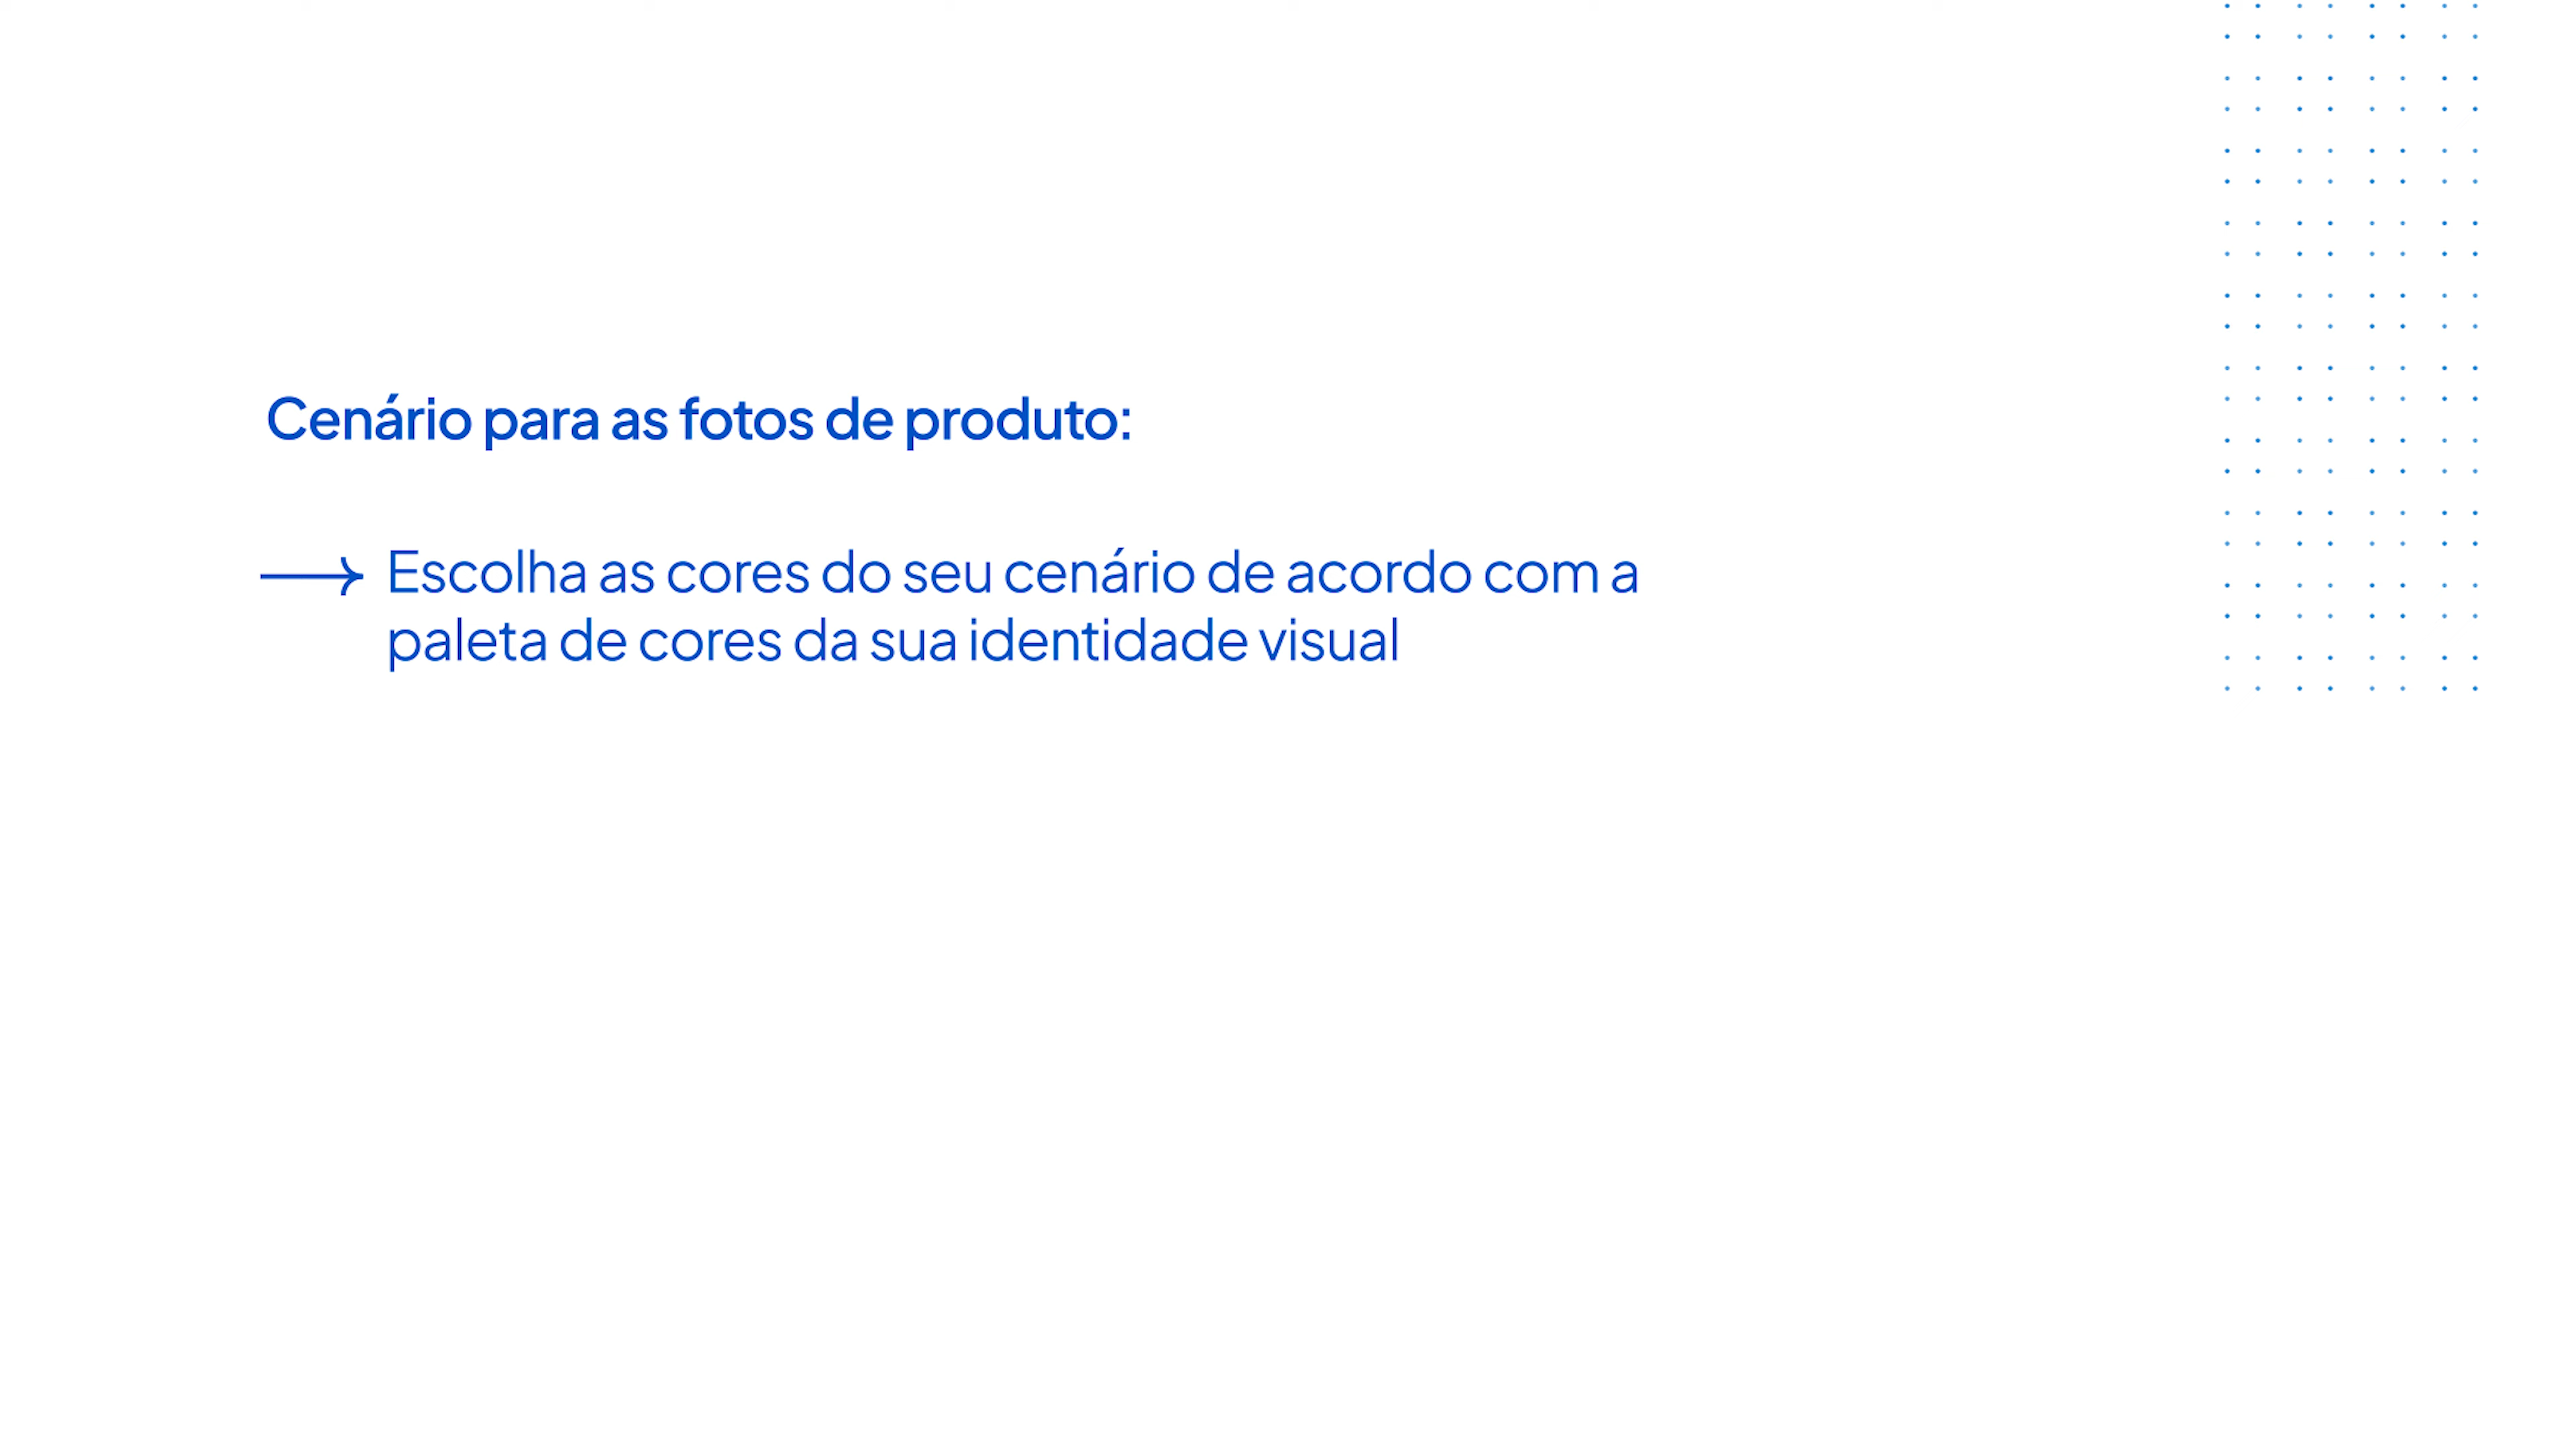 Cenário para as fotos de produto:
Escolha as cores do seu cenário de acordo com a
paleta de cores da sua identidade visual